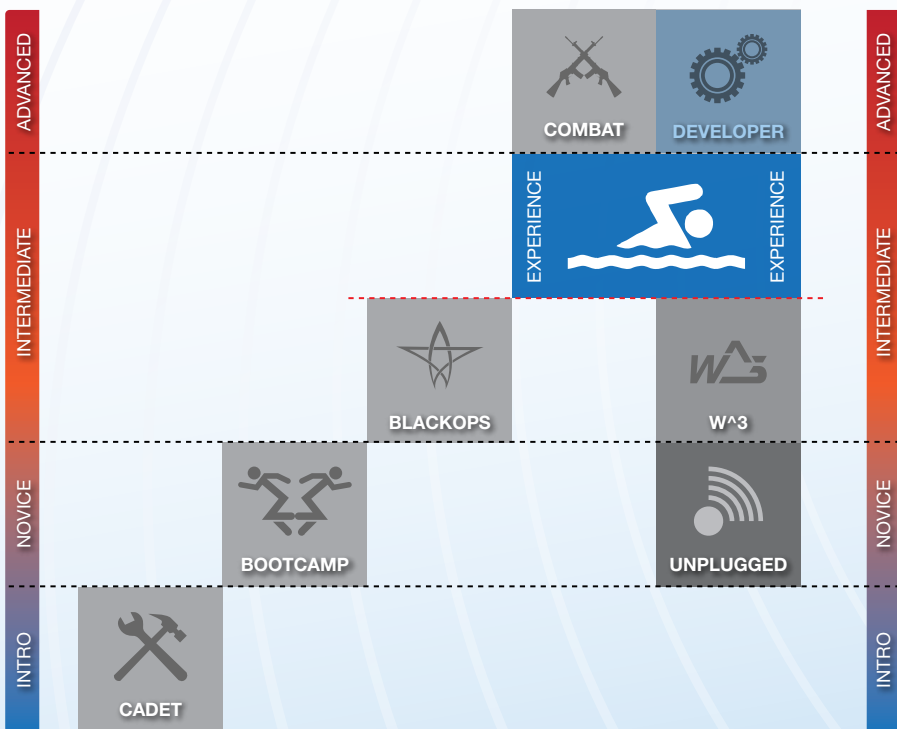 ADVANCED
COMBAT
DEVELOPER
ADVANCED
INTERMEDIATE
EXPERIENCE
EXPERIENCE
INTERMEDIATE
BLACKOPS
W^3
NOVICE
BOOTCAMP
UNPLUGGED
NOVICE
INTRO
CADET
INTRO